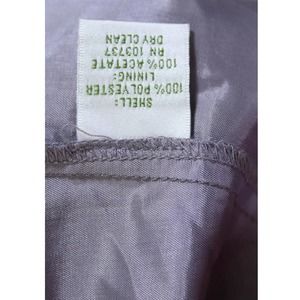 SHELL:
100% POLYESTER
LINING:
100% ACETATE
RN 103737
DRY CLEAN